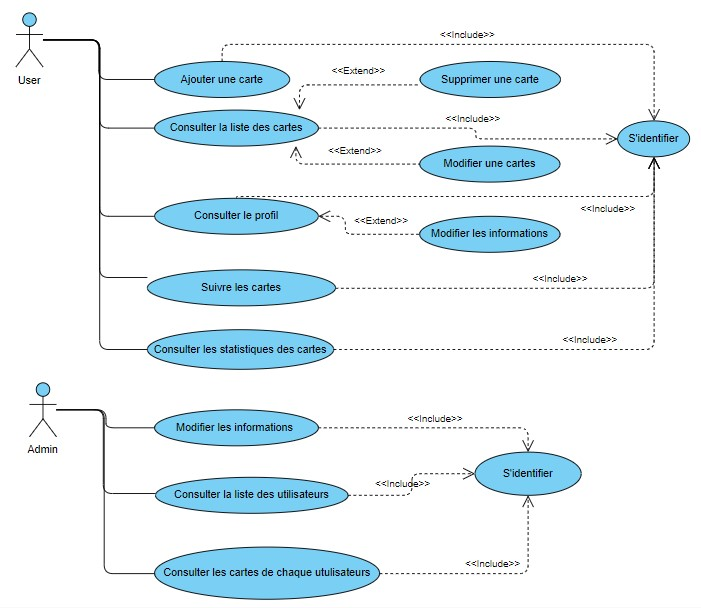 <<Include>>
User
Ajouter une carte
<<Extend>>
Supprimer une carte
Consulter la liste des cartes
<<Include>>
S'identifier
<<Extend>>
Modifier une cartes
Consulter le profil
<<Include>>
<<Extend>>
Modifier les informations
Suivre les cartes
<<Include>>
Consulter les statistiques des cartes
<<Include>>
Admin
Modifier les informations
<<Include>>
S'identifier
Consulter la liste des utilisateurs
<<Include>>
Consulter les cartes de chaque utulisateurs
<<Include>>